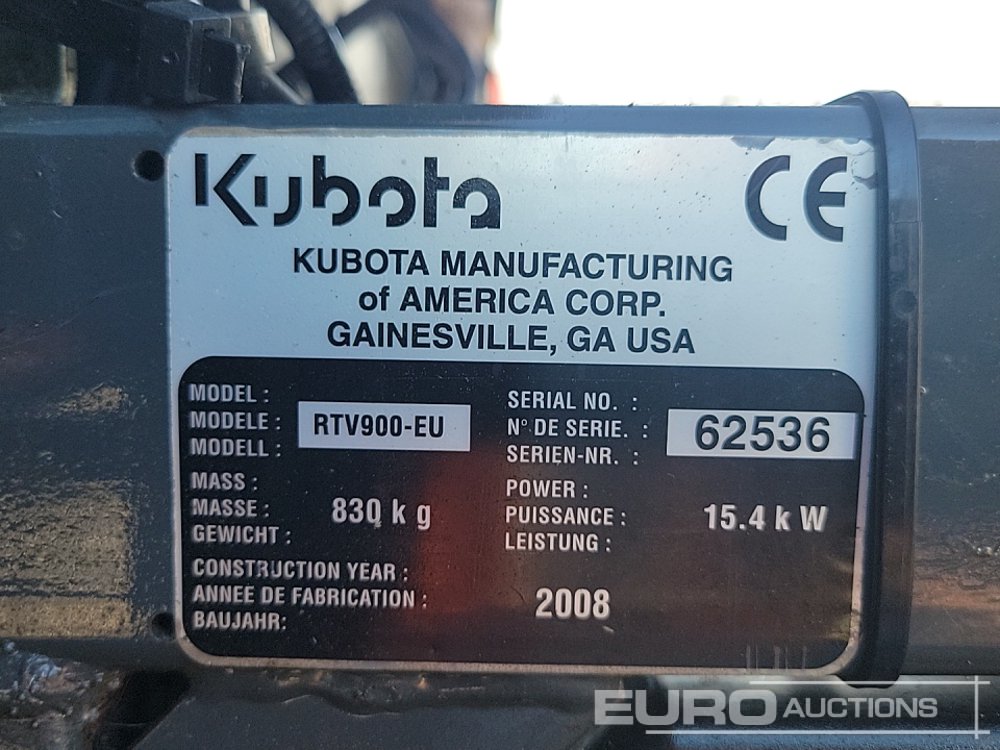 Kubota CE
KUBOTA MANUFACTURING
of AMERICA CORP.
GAINESVILLE, GA USA
MODEL :
MODELE :
MODELL :
RTV900-EU
SERIAL NO. :
N° DE SERIE. :
SERIEN-NR. :
62536
MASS :
MASSE :
GEWICHT :
830 kg
POWER :
PUISSANCE :
LEISTUNG :
15.4 kW
CONSTRUCTION YEAR :
ANNEE DE FABRICATION :
BAUJAHR:
2008
EURO AUCTIONS